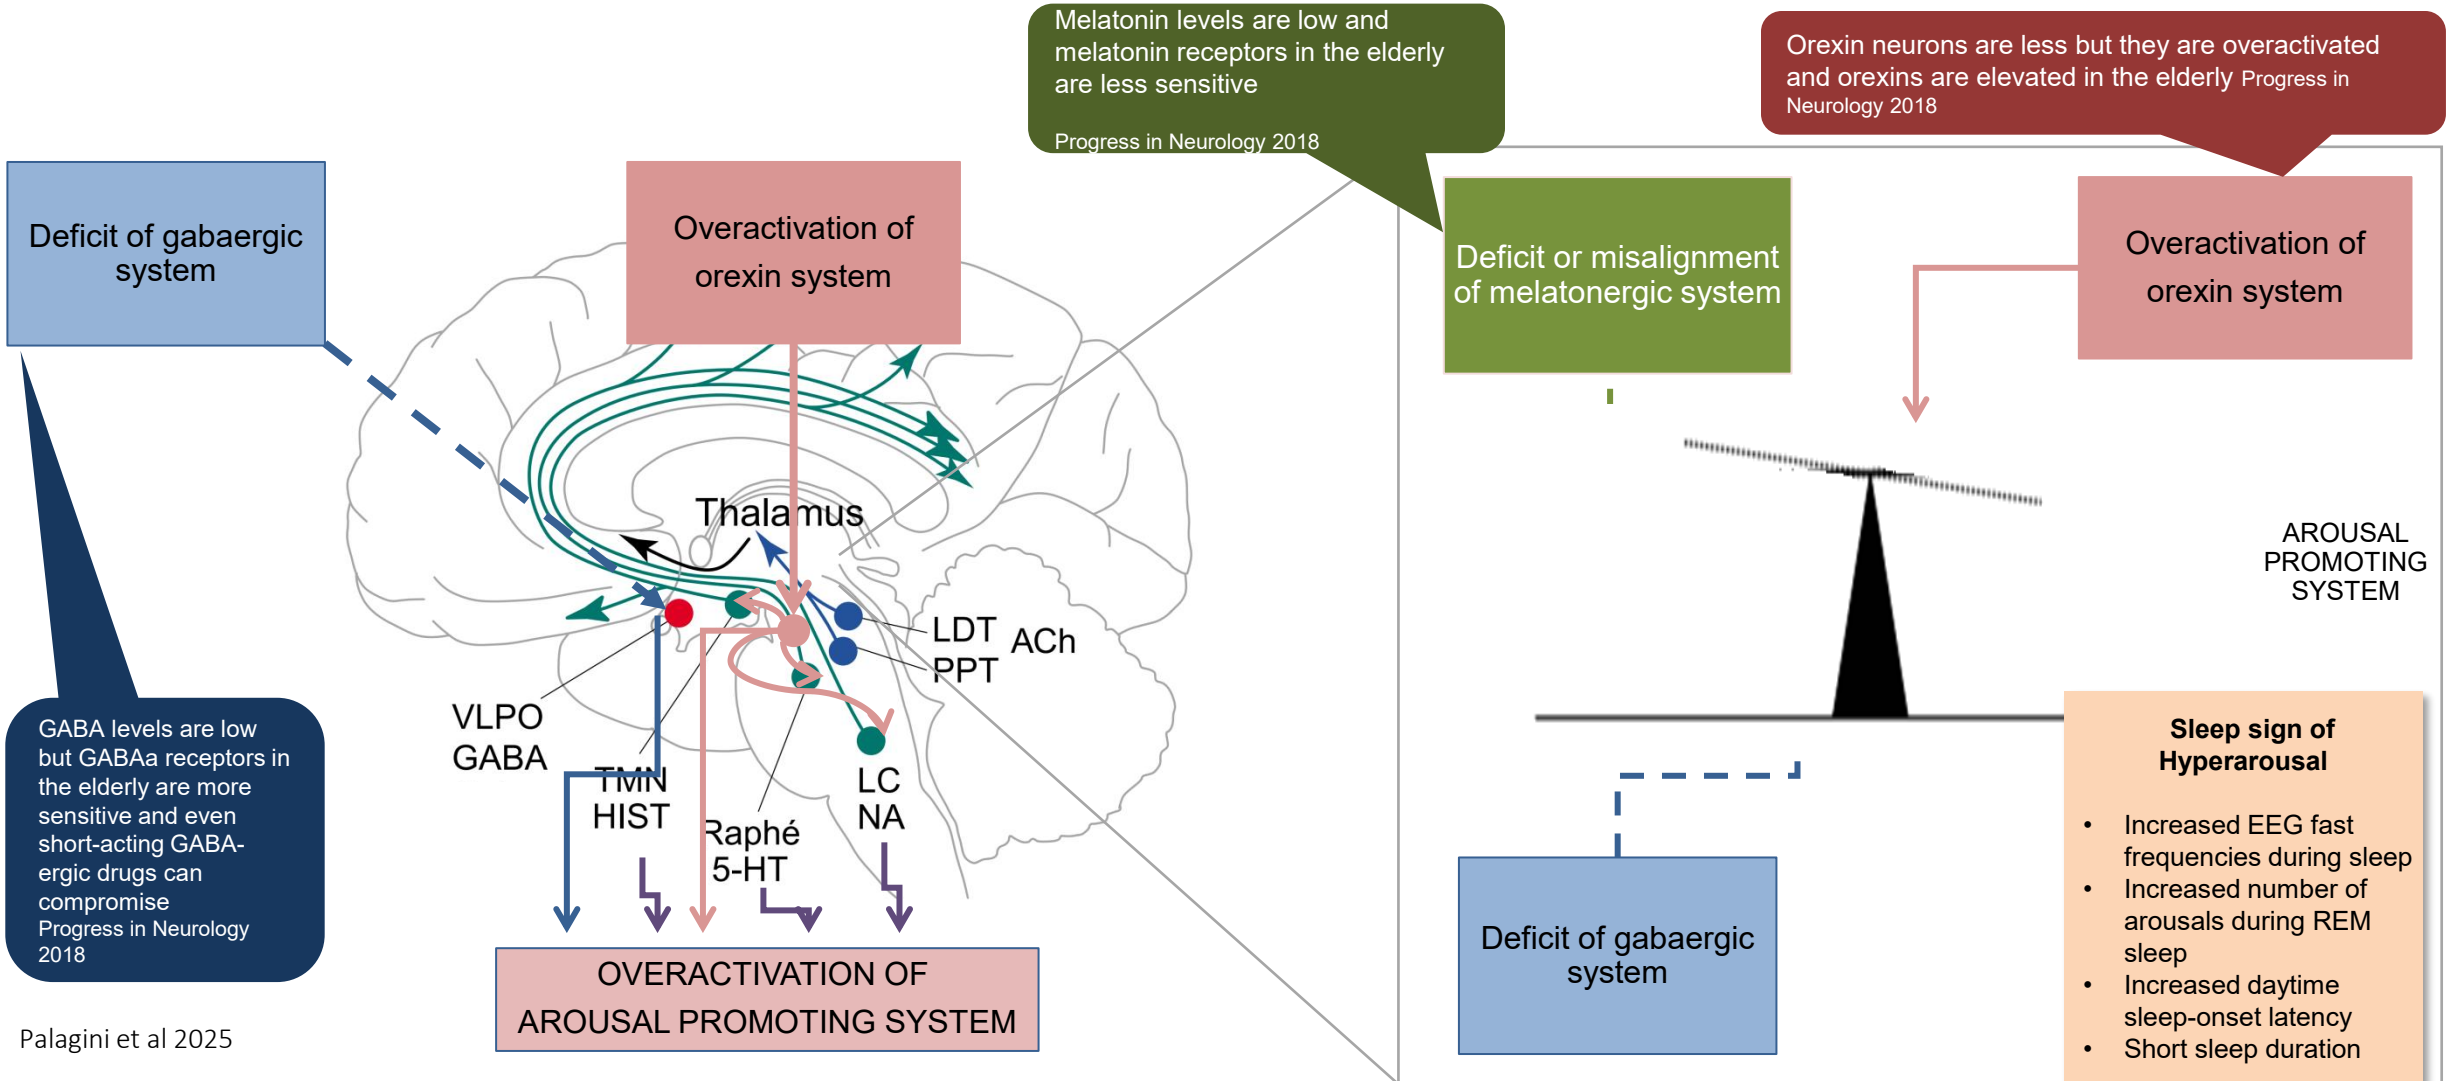 Melatonin levels are low and
melatonin receptors in the elderly
are less sensitive
Progress in Neurology 2018
Orexin neurons are less but they are overactivated
and orexins are elevated in the elderly Progress in
Neurology 2018
Deficit of gabaergic
system
Overactivation of
orexin system
Deficit or misalignment
of melatonergic system
Overactivation of
orexin system
Thalamus
LDT
PPT
ACh
VLPO
GABA
TMN
HIST
Raphé
5-HT
LC
NA
AROUSAL
PROMOTING
SYSTEM
GABA levels are low
but GABAa receptors in
the elderly are more
sensitive and even
short-acting GABA-
ergic drugs can
compromise
Progress in Neurology
2018
OVERACTIVATION OF
AROUSAL PROMOTING SYSTEM
Deficit of gabaergic
system
Sleep sign of
Hyperarousal
• Increased EEG fast
frequencies during sleep
• Increased number of
arousals during REM
sleep
• Increased daytime
sleep-onset latency
• Short sleep duration
Palagini et al 2025